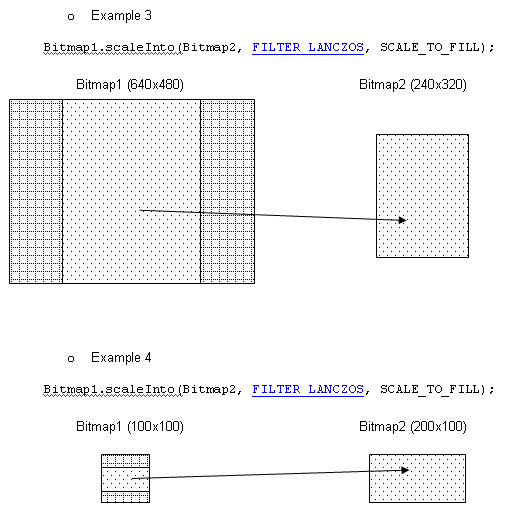 o Example 3
Bitmap1.scaleInto(Bitmap2, FILTER_LANCZOS, SCALE_TO_FILL);
Bitmap1 (640x480) Bitmap2 (240x320)
o Example 4
Bitmap1.scaleInto(Bitmap2, FILTER_LANCZOS, SCALE_TO_FILL);
Bitmap1 (100x100) Bitmap2 (200x100)